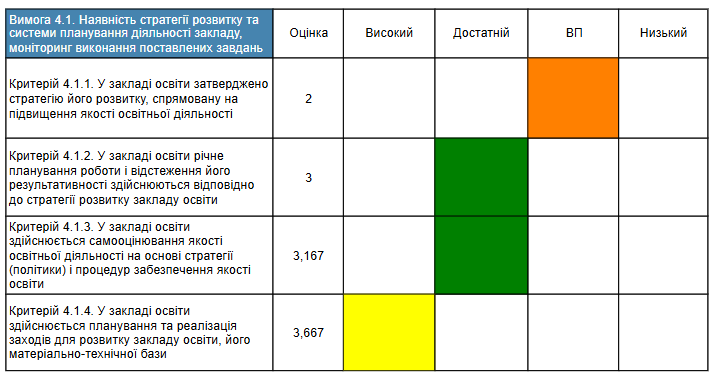 Вимога 4.1. Наявність стратегії розвитку та
системи планування діяльності закладу,
моніторинг виконання поставлених завдань
Оцінка
Високий
Достатній
ВП
Низький
Критерій 4.1.1. У закладі освіти затверджено
стратегію його розвитку, спрямовану на
підвищення якості освітньої діяльності
2
Критерій 4.1.2. У закладі освіти річне
планування роботи і відстеження його
результативності здійснюються відповідно
до стратегії розвитку закладу освіти
3
Критерій 4.1.3. У закладі освіти
здійснюється самооцінювання якості
освітньої діяльності на основі стратегії
(політики) і процедур забезпечення якості
освіти
3,167
Критерій 4.1.4. У закладі освіти
здійснюється планування та реалізація
заходів для розвитку закладу освіти, його
матеріально-технічної бази
3,667